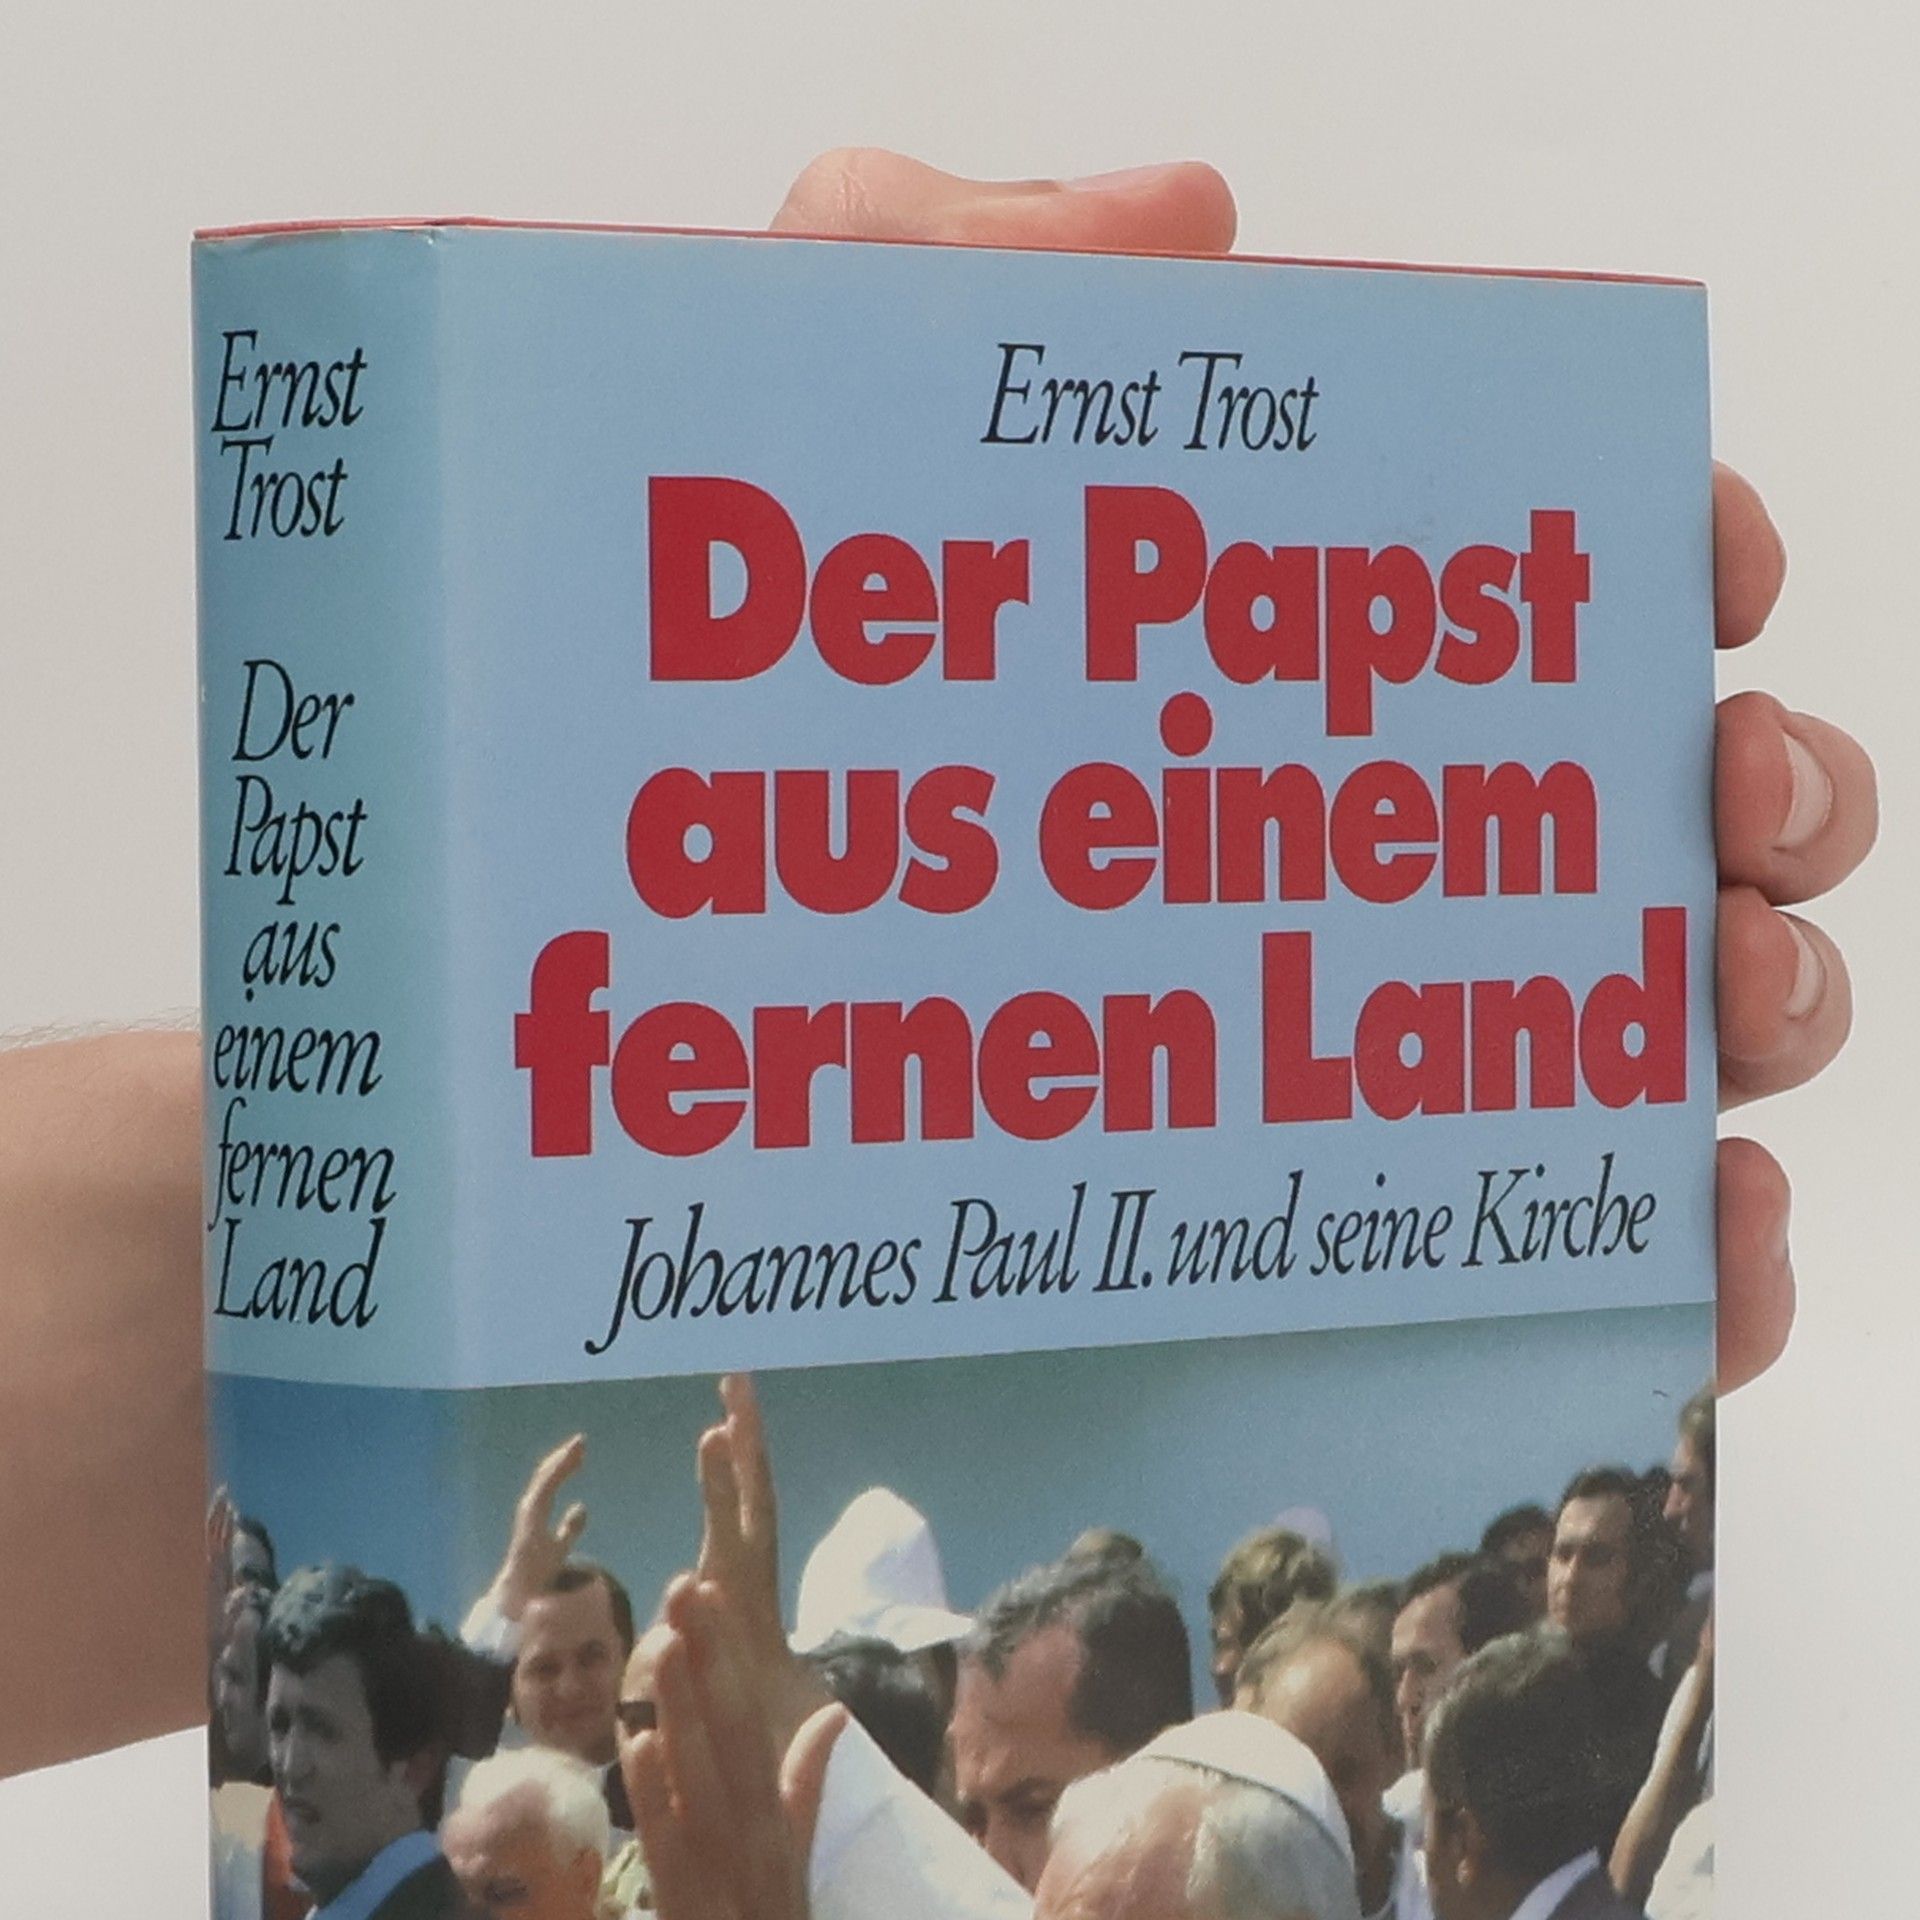 Ernst
Trost
Der
Papst
aus
einem
fernen
Land
Ernst Trost
Der Papst
aus einem
fernen Land
Johannes Paul II. und seine Kirche